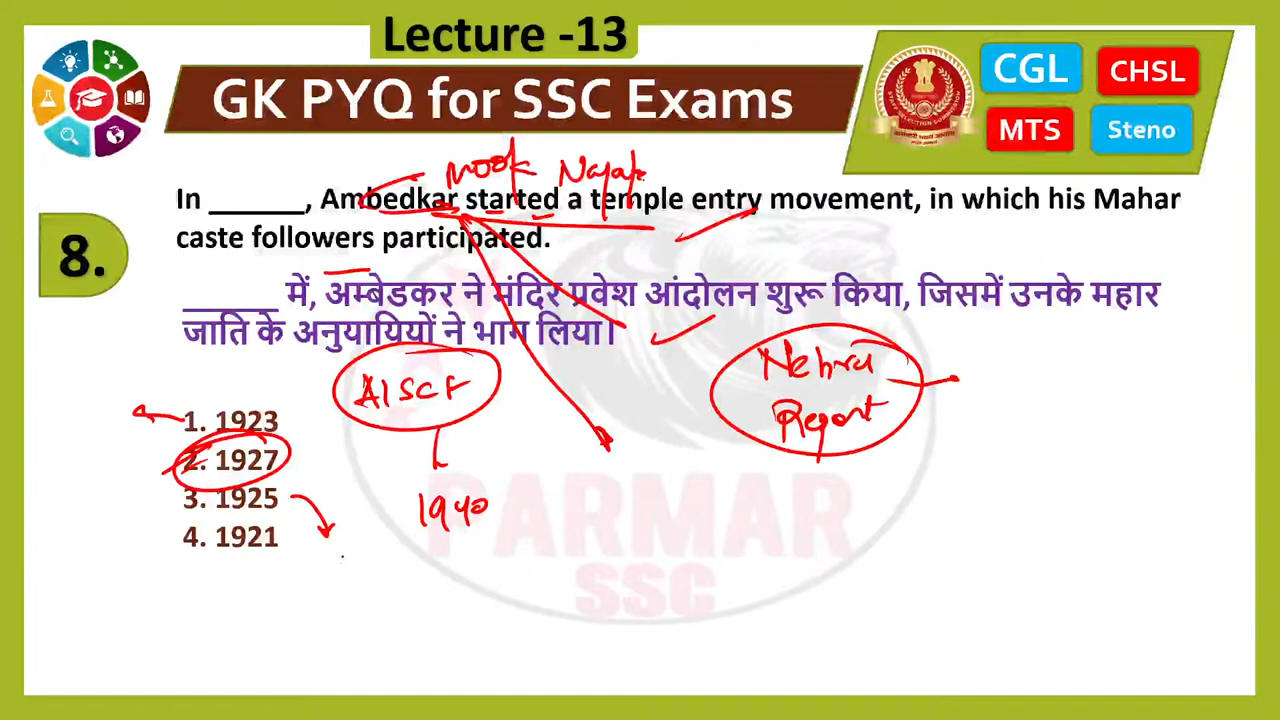 Lecture -13
GK PYQ for SSC Exams
CGL
CHSL
MTS
Steno
mook Nayak
In ______, Ambedkar started a temple entry movement, in which his Mahar
caste followers participated.
8.
_____ में, अम्बेडकर ने मंदिर प्रवेश आंदोलन शुरू किया, जिसमें उनके महार
जाति के अनुयायियों ने भाग लिया।
Nehru
Report
AISCF
1940
1. 1923
2. 1927
3. 1925
4. 1921
PARMAR
SSC